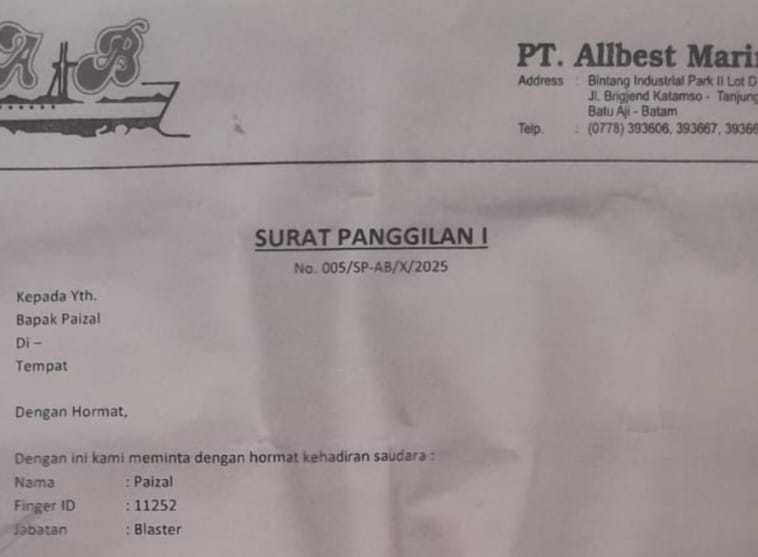 AB
PT. Allbest
Address : Bintang Industrial Park II Lot
Jl. Brigjend Katamso - Tanjung
Batu Aji - Batam
Telp. : (0778) 393606, 393667,
SURAT PANGGILAN I
No. 005/SP-AB/X/2025
Kepada Yth.
Bapak Paizal
Di –
Tempat
Dengan Hormat,
Dengan ini kami meminta dengan hormat kehadiran saudara :
Nama : Paizal
Finger ID : 11252
Jabatan : Blaster